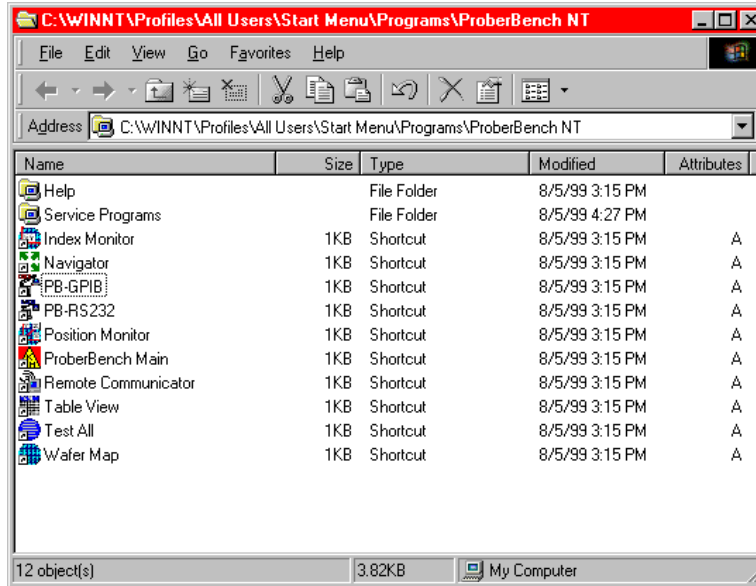 C:\WINNT\Profiles\All Users\Start Menu\Programs\ProberBench NT
File Edit View Go Favorites Help
Address C:\WINNT\Profiles\All Users\Start Menu\Programs\ProberBench NT
Name Size Type Modified Attributes
Help File Folder 8/5/99 3:15 PM
Service Programs File Folder 8/5/99 4:27 PM
Index Monitor 1KB Shortcut 8/5/99 3:15 PM A
Navigator 1KB Shortcut 8/5/99 3:15 PM A
PB-GPIB 1KB Shortcut 8/5/99 3:15 PM A
PB-RS232 1KB Shortcut 8/5/99 3:15 PM A
Position Monitor 1KB Shortcut 8/5/99 3:15 PM A
ProberBench Main 1KB Shortcut 8/5/99 3:15 PM A
Remote Communicator 1KB Shortcut 8/5/99 3:15 PM A
Table View 1KB Shortcut 8/5/99 3:15 PM A
Test All 1KB Shortcut 8/5/99 3:15 PM A
Wafer Map 1KB Shortcut 8/5/99 3:15 PM A
12 object(s) 3.82KB My Computer